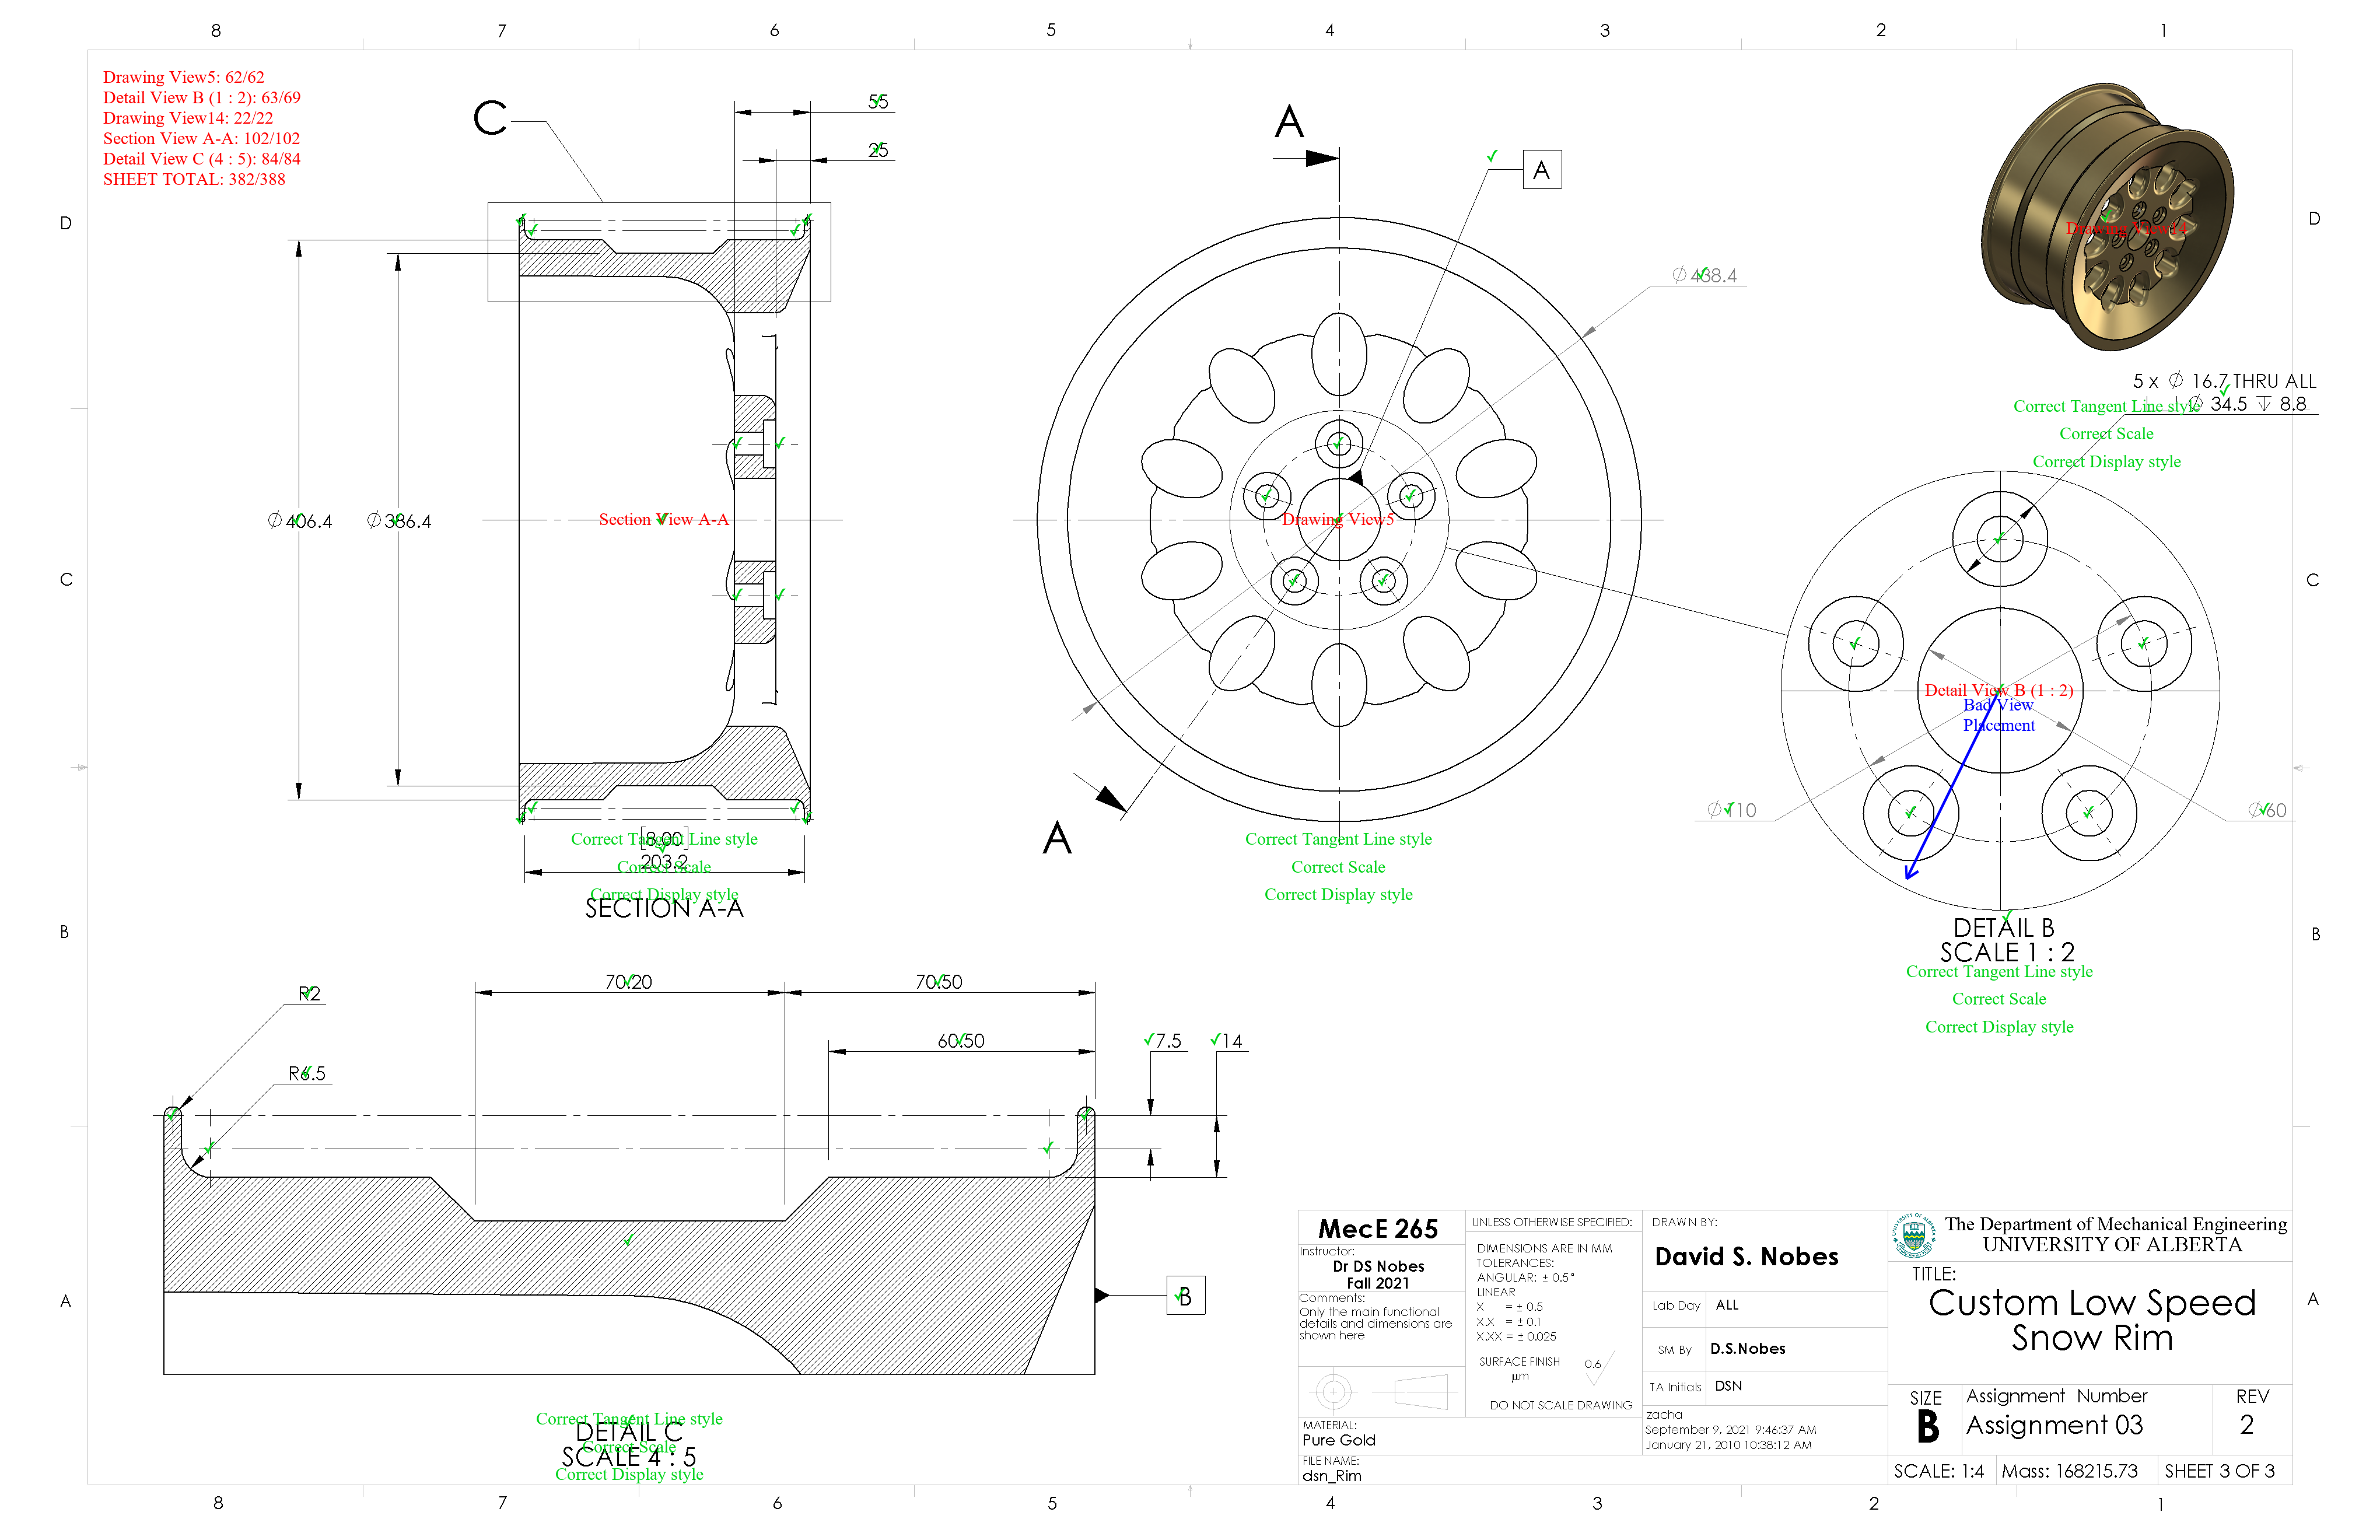 8 7 6 5 4 3 2 1
Drawing View5: 62/62
Detail View B (1 : 2): 63/69
Drawing View14: 22/22
Section View A-A: 102/102
Detail View C (4 : 5): 84/84
SHEET TOTAL: 382/388
C
55
25
A
A
D
D
Ø 438.4
Drawing View14
5 x Ø 16.7 THRU ALL
⌴ Ø 34.5 ↧ 8.8
Correct Tangent Line style
Correct Scale
Correct Display style
Ø 406.4
Ø 386.4
Section View A-A
Drawing View5
C
C
Detail View B (1 : 2)
Bad View
Placement
Ø 110
Ø 60
A
[8.00]
203.2
Correct Tangent Line style
Correct Scale
Correct Display style
SECTION A-A
Correct Tangent Line style
Correct Scale
Correct Display style
B
B
DETAIL B
SCALE 1 : 2
Correct Tangent Line style
Correct Scale
Correct Display style
R2
70.20
70.50
R6.5
60.50
7.5
14
B
A
A
DETAIL C
SCALE 4 : 5
Correct Tangent Line style
Correct Scale
Correct Display style
MecE 265
Instructor:
Dr DS Nobes
Fall 2021
Comments:
Only the main functional
details and dimensions are
shown here
UNLESS OTHERWISE SPECIFIED:
DIMENSIONS ARE IN MM
TOLERANCES:
ANGULAR: ± 0.5°
LINEAR
X = ± 0.5
X.X = ± 0.1
X.XX = ± 0.025
SURFACE FINISH 0.6
µm
DO NOT SCALE DRAWING
MATERIAL:
Pure Gold
FILE NAME:
dsn_Rim
DRAWN BY:
David S. Nobes
Lab Day ALL
SM By D.S.Nobes
TA Initials DSN
zacha
September 9, 2021 9:46:37 AM
January 21, 2010 10:38:12 AM
The Department of Mechanical Engineering
UNIVERSITY OF ALBERTA
TITLE:
Custom Low Speed
Snow Rim
SIZE
B
Assignment Number
Assignment 03
REV
2
SCALE: 1:4
Mass: 168215.73
SHEET 3 OF 3
8 7 6 5 4 3 2 1